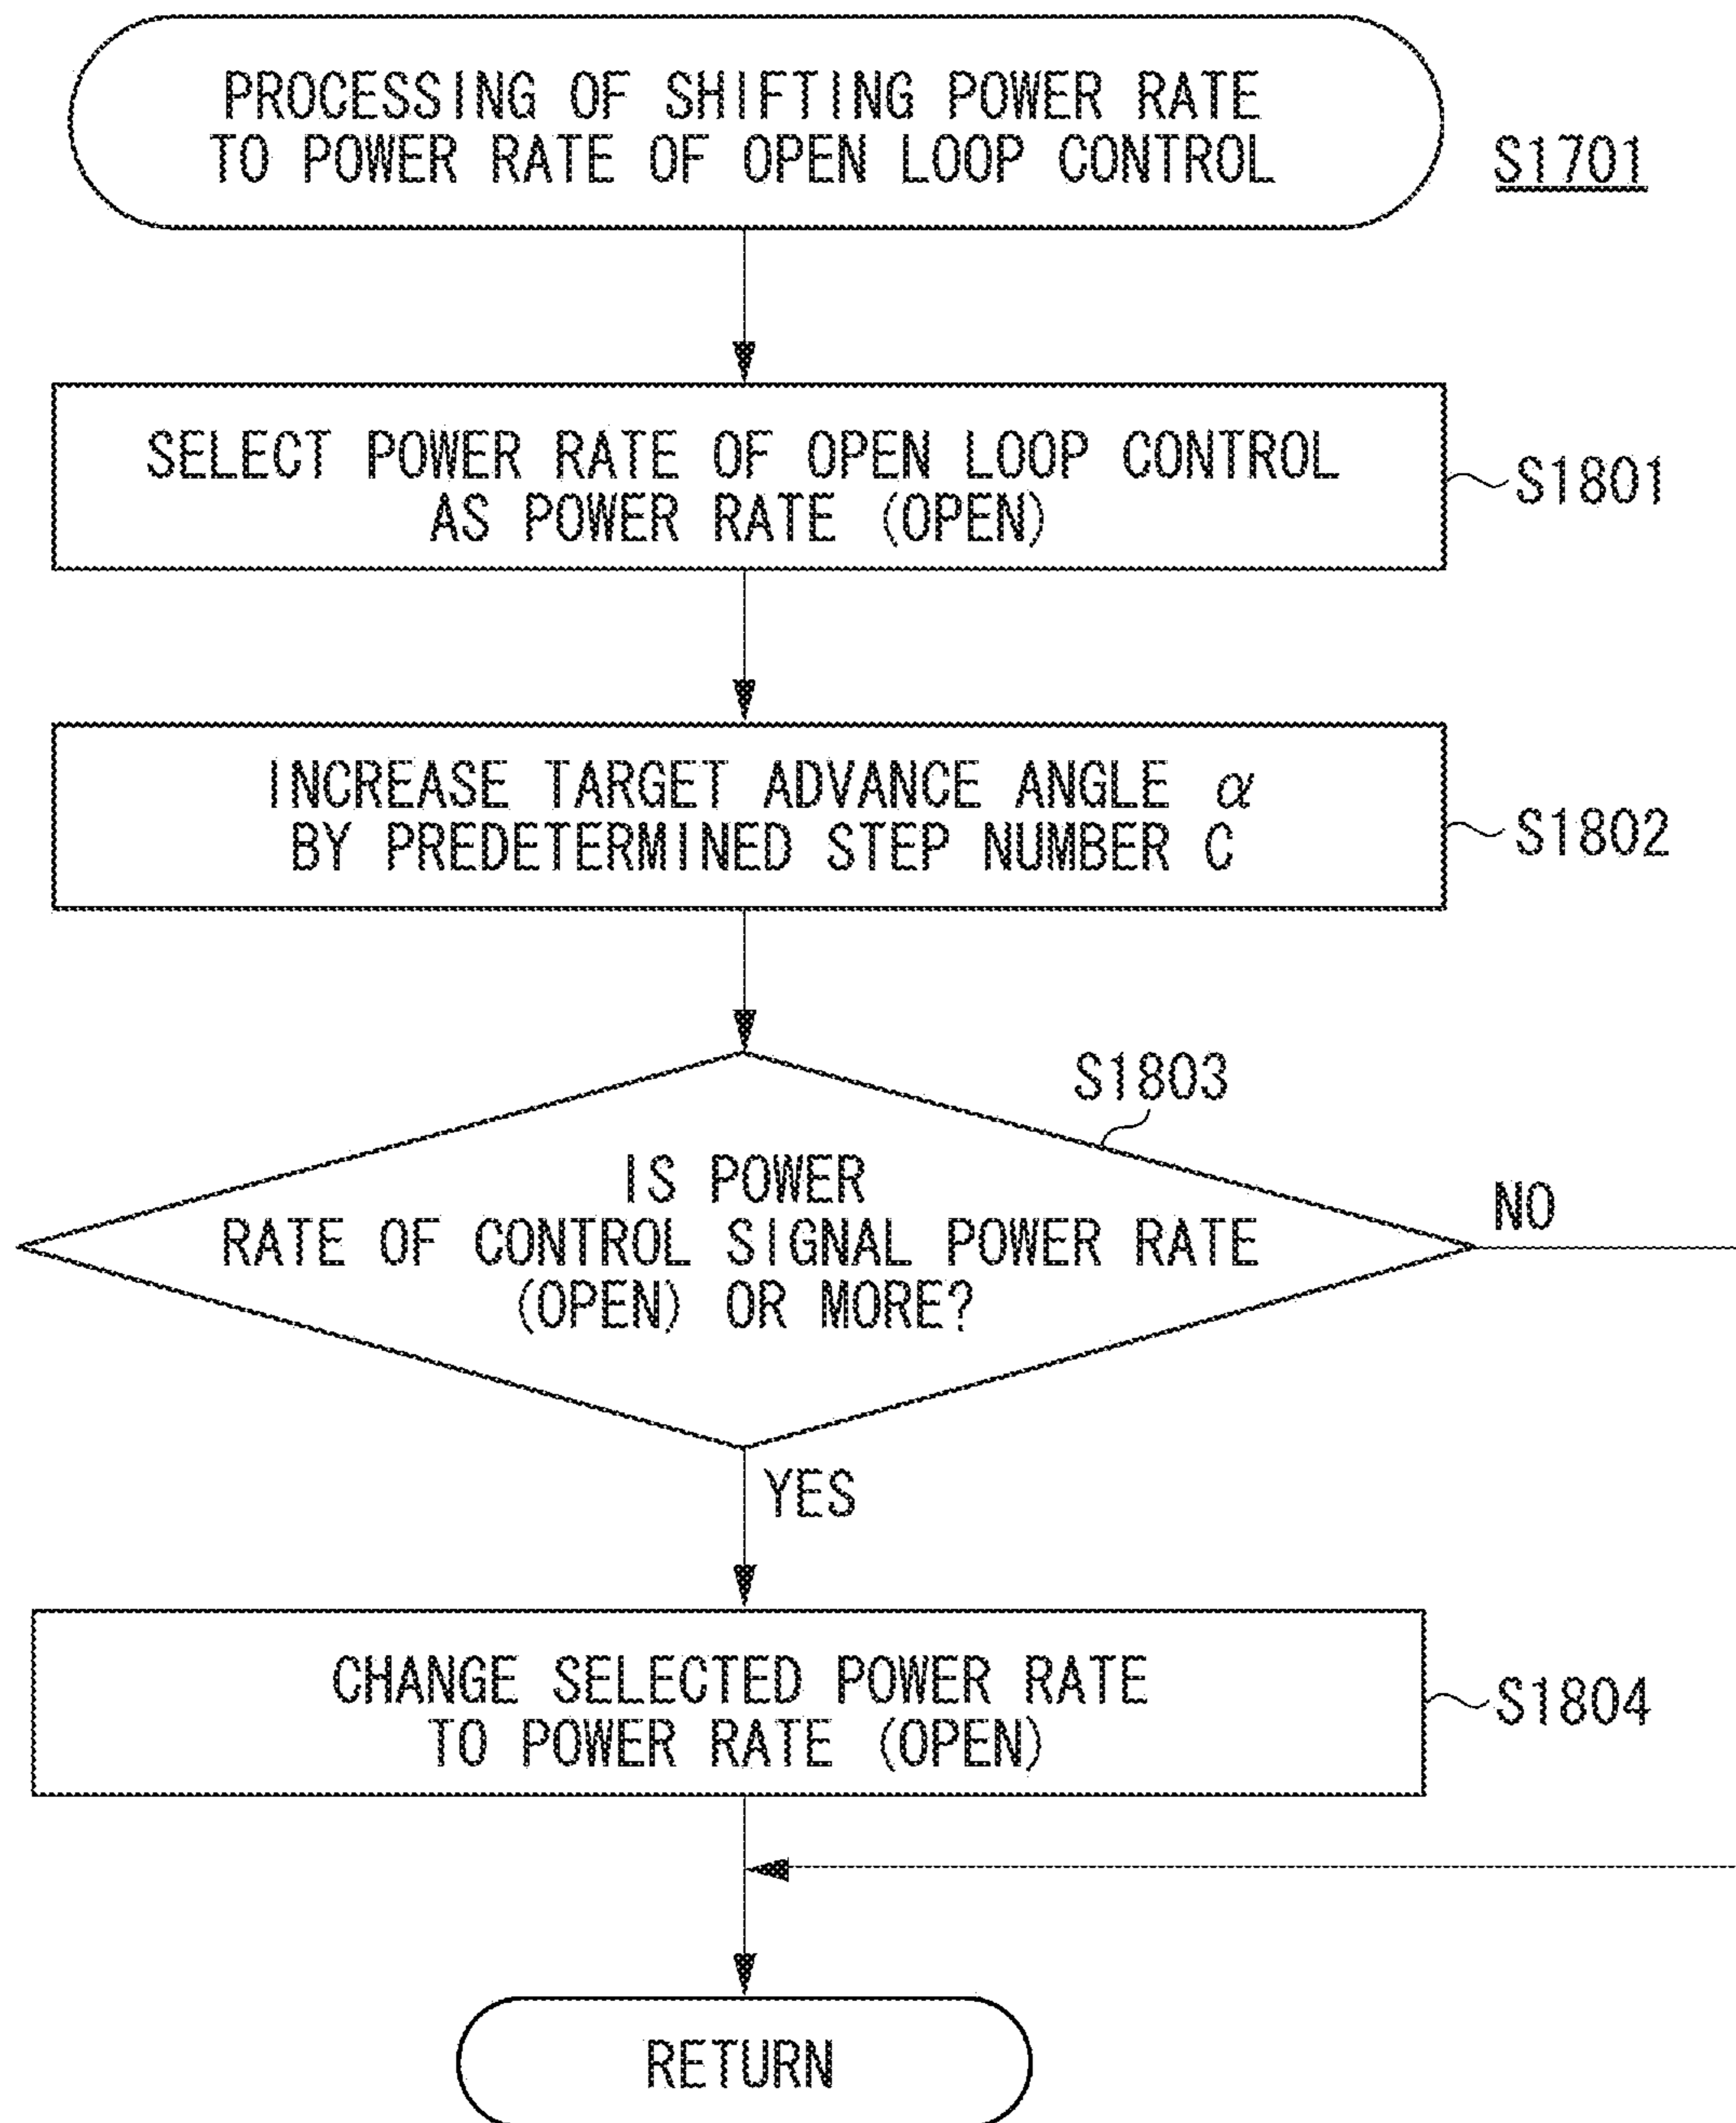 PROCESSING OF SHIFTING POWER RATE
TO POWER RATE OF OPEN LOOP CONTROL
S1701
SELECT POWER RATE OF OPEN LOOP CONTROL
AS POWER RATE (OPEN)
S1801
INCREASE TARGET ADVANCE ANGLE α
BY PREDETERMINED STEP NUMBER C
S1802
S1803
IS POWER
RATE OF CONTROL SIGNAL POWER RATE
(OPEN) OR MORE?
NO
YES
CHANGE SELECTED POWER RATE
TO POWER RATE (OPEN)
S1804
RETURN